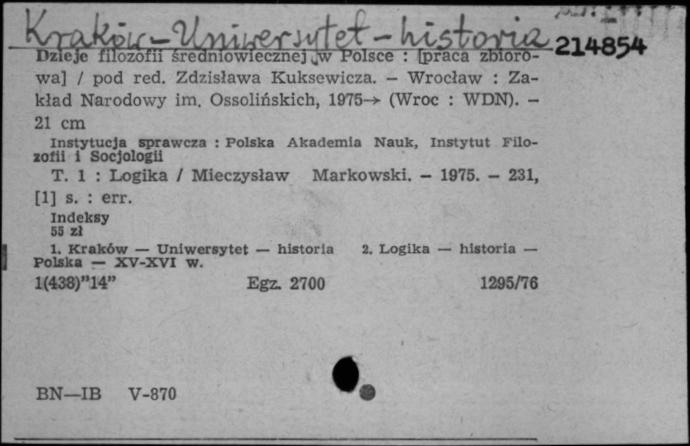 Kraków - Uniwersytet - historia
214854
Dzieje filozofii średniowiecznej w Polsce : [praca zbioro-
wa] / pod red. Zdzisława Kuksewicza. — Wrocław : Za-
kład Narodowy im. Ossolińskich, 1975→ (Wroc : WDN). —
21 cm
Instytucja sprawcza : Polska Akademia Nauk, Instytut Filo-
zofii i Socjologii
T. 1 : Logika / Mieczysław Markowski. — 1975. — 231,
[1] s. : err.
Indeksy
55 zł
1. Kraków — Uniwersytet — historia 2. Logika — historia —
Polska — XV-XVI w.
1(438)"14" Egz. 2700 1295/76
BN—IB V-870